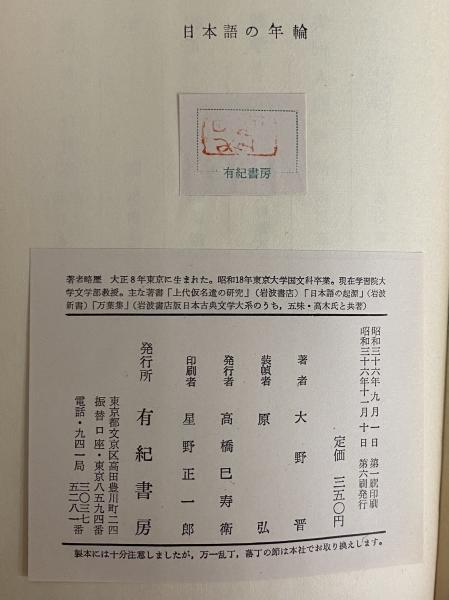 日本語の年輪
有紀書房
著者略歴　大正8年東京に生まれた。昭和18年東京大学国文科卒業。現在学習院大
学文学部教授。主な著書「上代仮名遣の研究」（岩波書店）「日本語の起源」（岩波
新書）「万葉集」（岩波書店版日本古典文学大系のうち，五味・高木氏と共著）
昭和三十六年九月一日　第一刷印刷
昭和三十六年十一月十日　第六刷発行
定価　三五〇円
著者　大野晋
装幀者　原弘
発行者　高橋巳寿衛
印刷者　星野正一郎
発行所　有紀書房
東京都文京区高田豊川町二四
振替口座・東京八五九四番
電話・九四一局　三〇三七
五二八一番
製本には十分注意しましたが，万一乱丁，落丁の節は本社でお取り換えします。